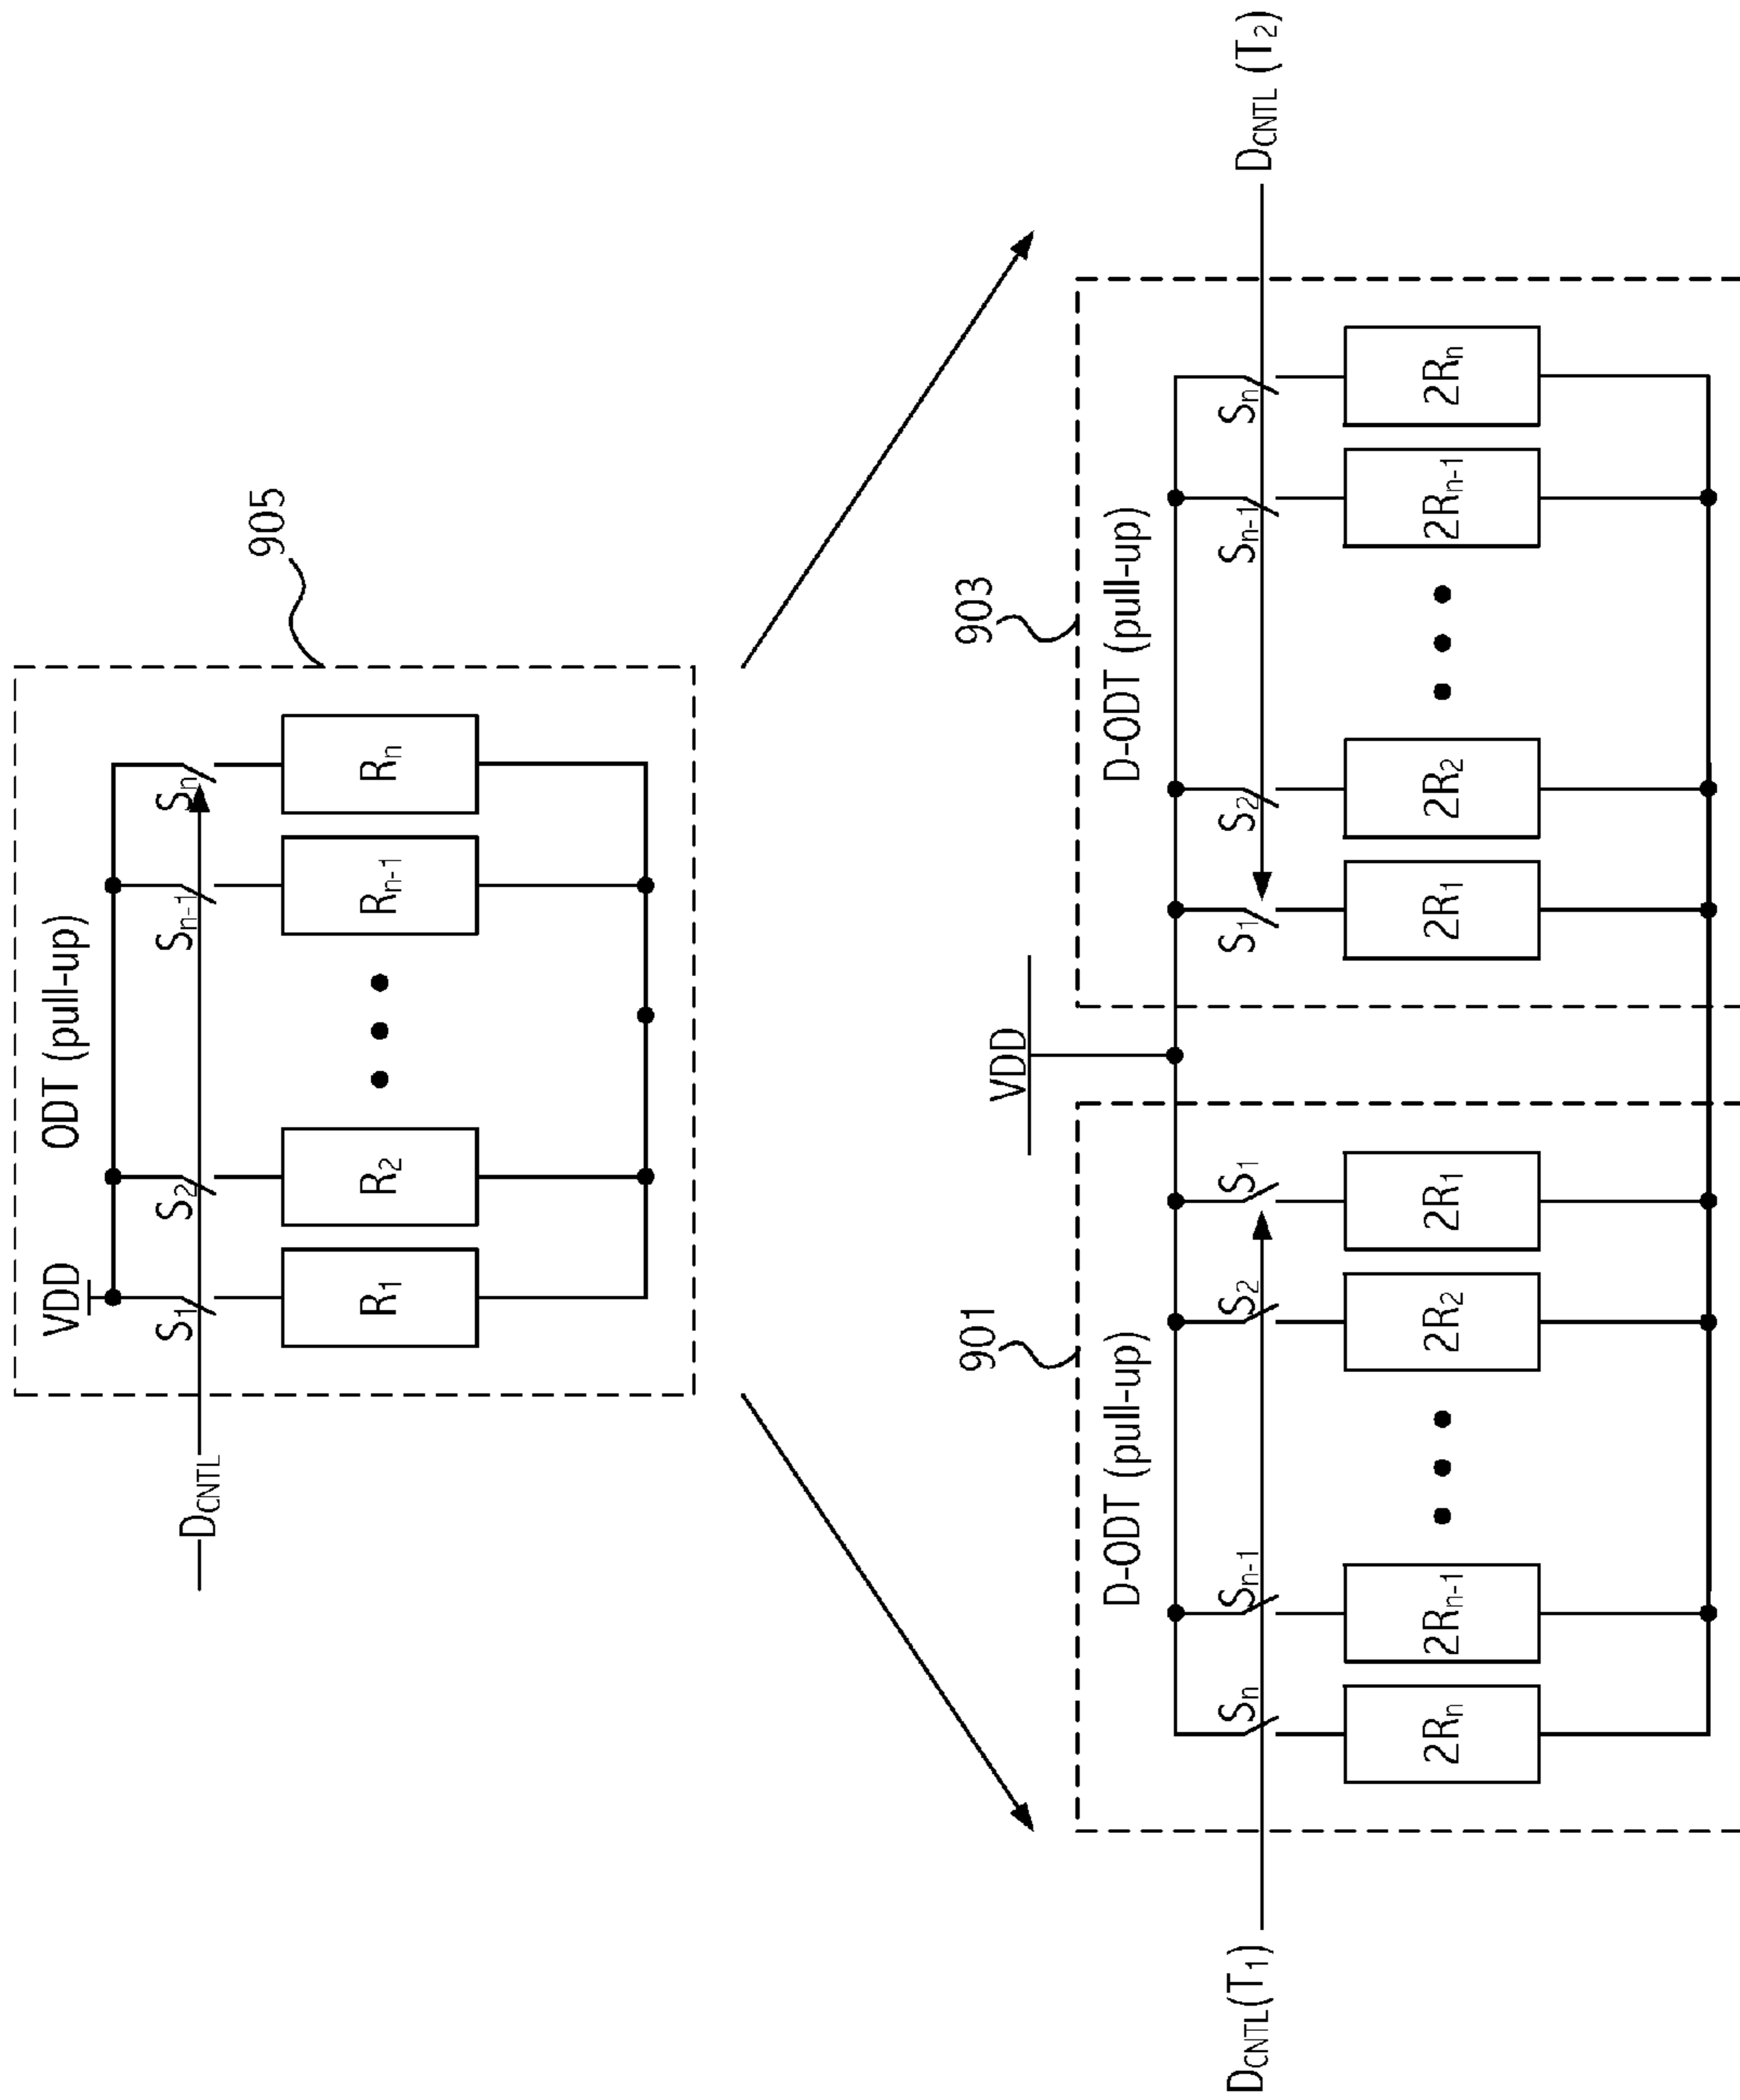 905
ODT (pull-up)
VDD
S1 S2 Sn-1 Sn
DCNTL
R1 R2 Rn-1 Rn
901
903
VDD
D-ODT (pull-up)
D-ODT (pull-up)
DCNTL(T1)
Sn Sn-1 S2 S1
S1 S2 Sn-1 Sn
DCNTL (T2)
2Rn 2Rn-1 2R2 2R1
2R1 2R2 2Rn-1 2Rn